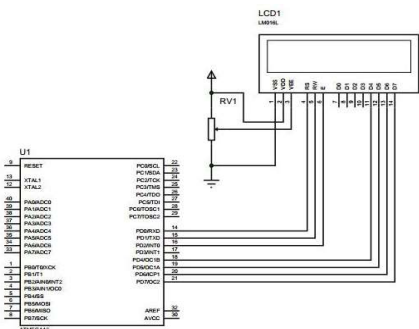 LCD1
LM016L
VSS VDD VEE RS RW E D0 D1 D2 D3 D4 D5 D6 D7
1 2 3 4 5 6 7 8 9 10 11 12 13 14
RV1
U1
9 RESET PC0/SCL 22
PC1/SDA 23
13 XTAL1 PC2/TCK 24
12 XTAL2 PC3/TMS 25
PC4/TDO 26
40 PA0/ADC0 PC5/TDI 27
39 PA1/ADC1 PC6/TOSC1 28
38 PA2/ADC2 PC7/TOSC2 29
37 PA3/ADC3
36 PA4/ADC4 PD0/RXD 14
35 PA5/ADC5 PD1/TXD 15
34 PA6/ADC6 PD2/INT0 16
33 PA7/ADC7 PD3/INT1 17
PD4/OC1B 18
1 PB0/T0/XCK PD5/OC1A 19
2 PB1/T1 PD6/ICP1 20
3 PB2/AIN0/INT2 PD7/OC2 21
4 PB3/AIN1/OC0
5 PB4/SS
6 PB5/MOSI
7 PB6/MISO AREF 32
8 PB7/SCK AVCC 30